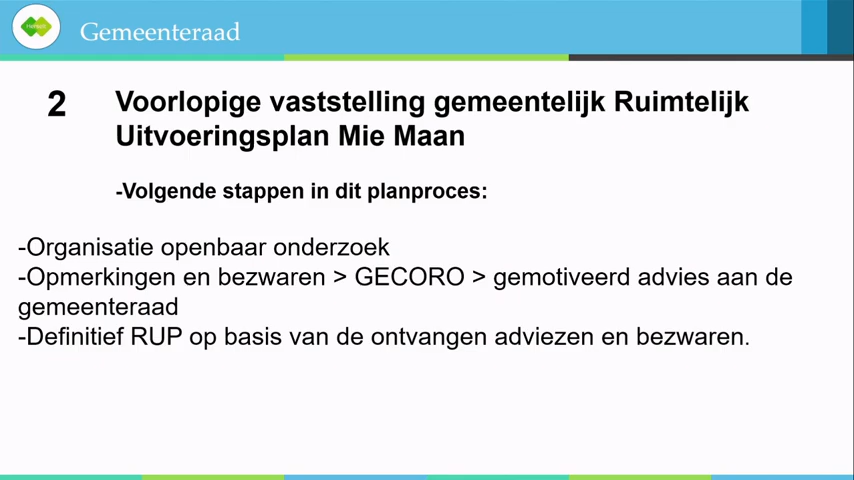 Gemeenteraad
2 Voorlopige vaststelling gemeentelijk Ruimtelijk
Uitvoeringsplan Mie Maan
-Volgende stappen in dit planproces:
-Organisatie openbaar onderzoek
-Opmerkingen en bezwaren > GECORO > gemotiveerd advies aan de
gemeenteraad
-Definitief RUP op basis van de ontvangen adviezen en bezwaren.